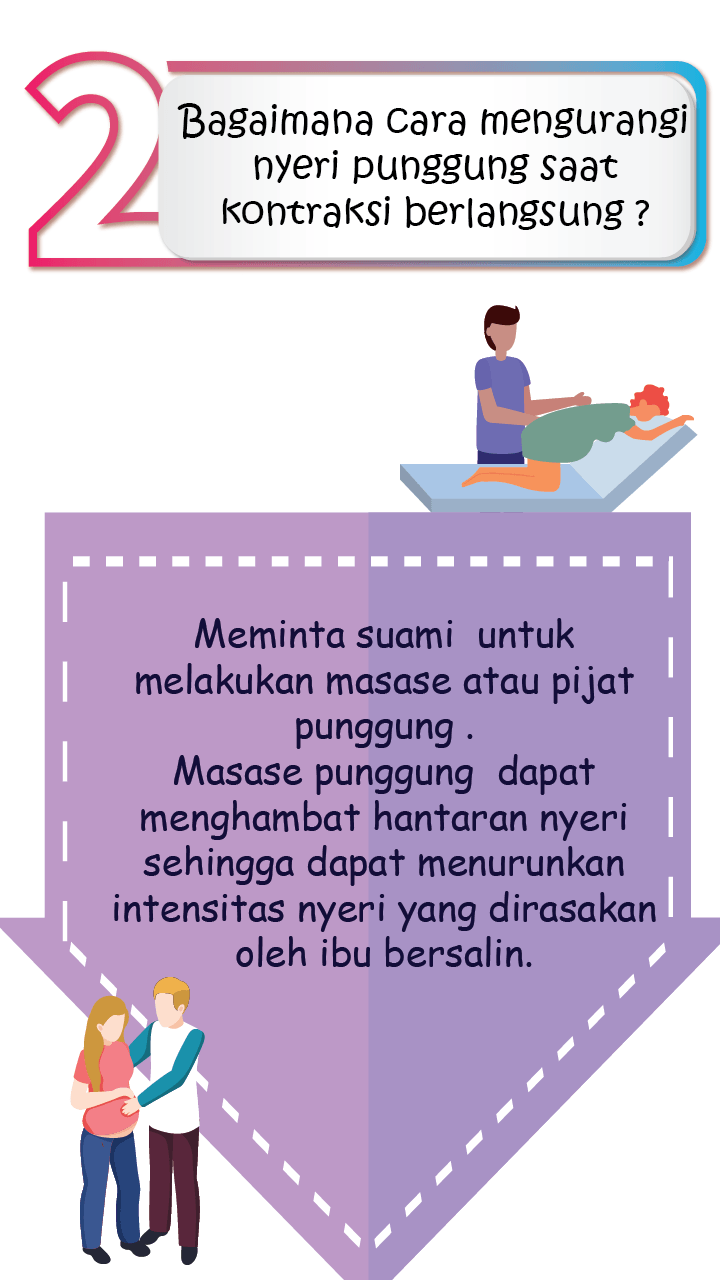 2
Bagaimana cara mengurangi
nyeri punggung saat
kontraksi berlangsung ?
Meminta suami  untuk
melakukan masase atau pijat
punggung .
Masase punggung  dapat
menghambat hantaran nyeri
sehingga dapat menurunkan
intensitas nyeri yang dirasakan
oleh ibu bersalin.